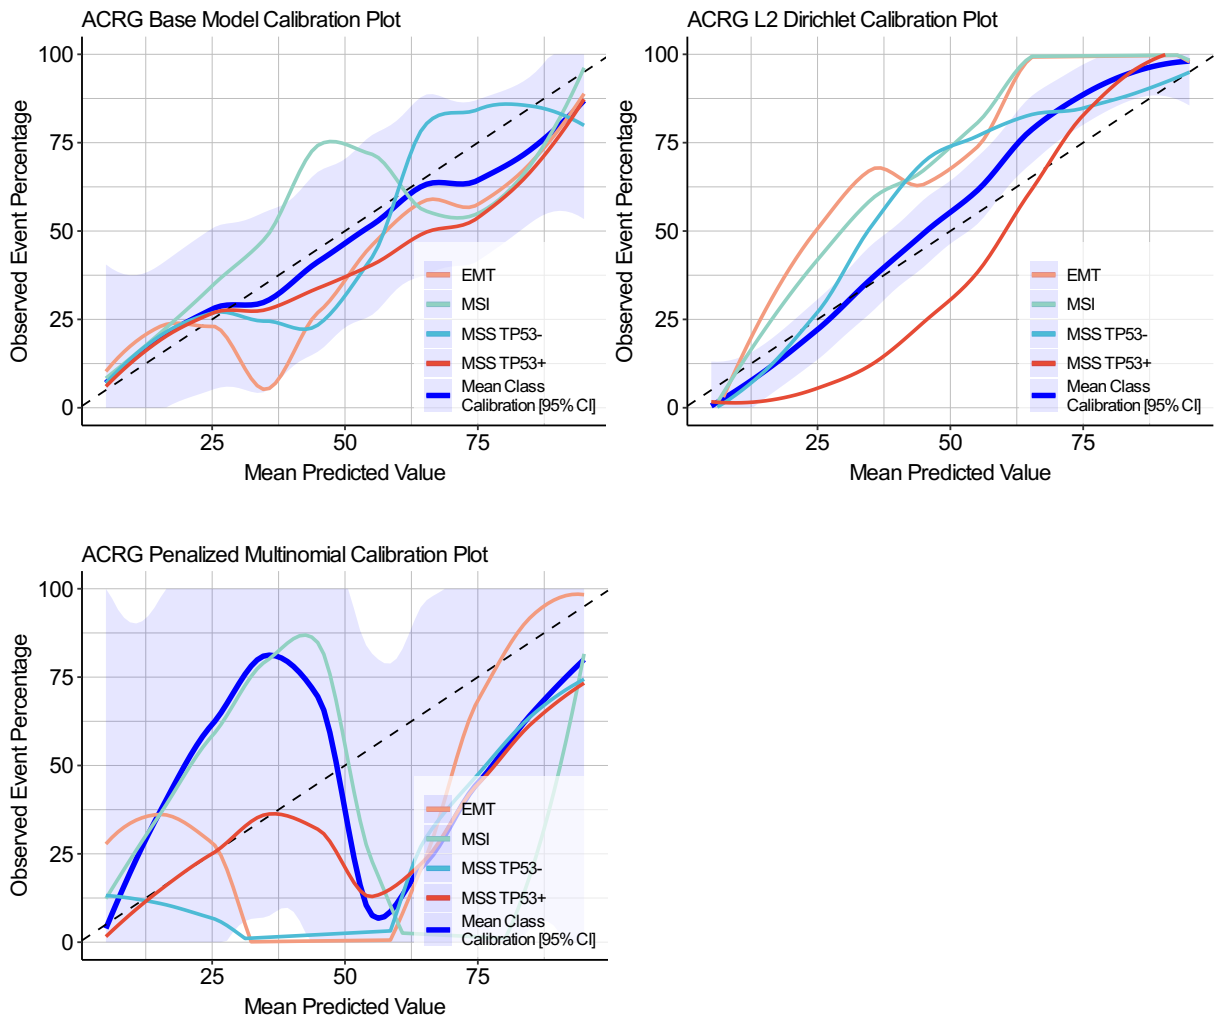 ACRG Base Model Calibration Plot
Observed Event Percentage
100
75
50
25
0
EMT
MSI
MSS TP53-
MSS TP53+
Mean Class
Calibration [95% CI]
25
50
75
Mean Predicted Value
ACRG L2 Dirichlet Calibration Plot
Observed Event Percentage
100
75
50
25
0
EMT
MSI
MSS TP53-
MSS TP53+
Mean Class
Calibration [95% CI]
25
50
75
Mean Predicted Value
ACRG Penalized Multinomial Calibration Plot
Observed Event Percentage
100
75
50
25
0
EMT
MSI
MSS TP53-
MSS TP53+
Mean Class
Calibration [95% CI]
25
50
75
Mean Predicted Value